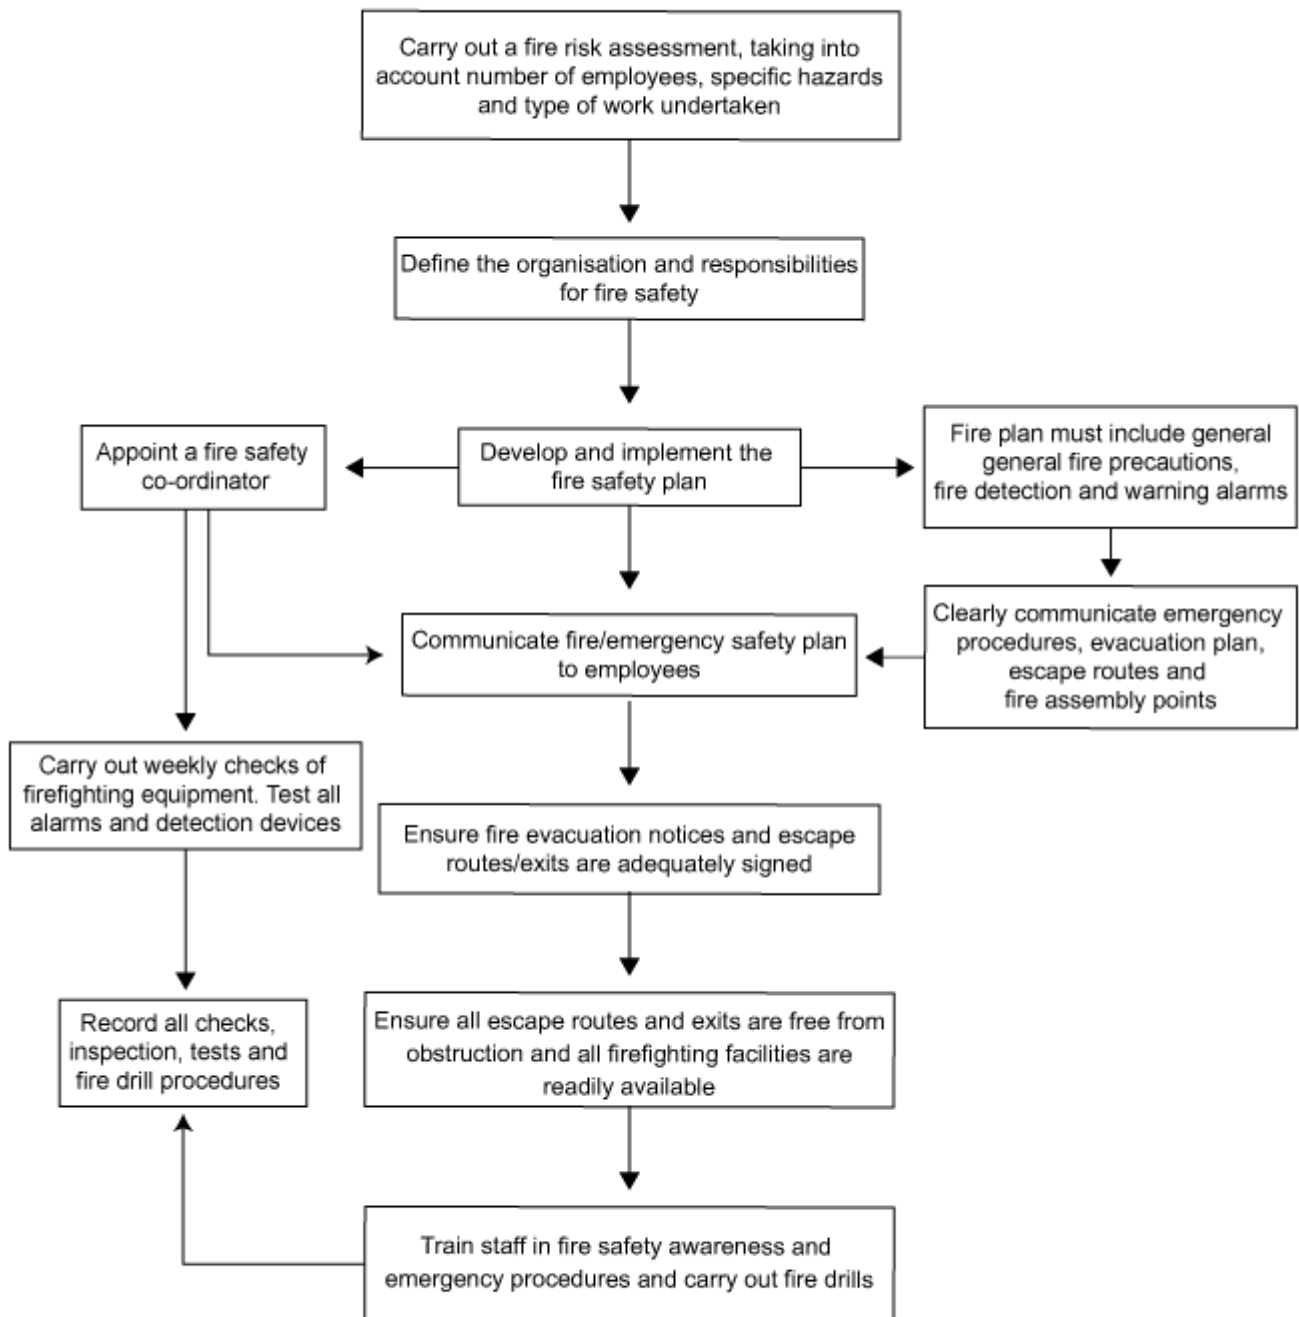 Carry out a fire risk assessment, taking into
account number of employees, specific hazards
and type of work undertaken
Define the organisation and responsibilities
for fire safety
Appoint a fire safety
co-ordinator
Develop and implement the
fire safety plan
Fire plan must include general
general fire precautions,
fire detection and warning alarms
Communicate fire/emergency safety plan
to employees
Clearly communicate emergency
procedures, evacuation plan,
escape routes and
fire assembly points
Carry out weekly checks of
firefighting equipment. Test all
alarms and detection devices
Ensure fire evacuation notices and escape
routes/exits are adequately signed
Record all checks,
inspection, tests and
fire drill procedures
Ensure all escape routes and exits are free from
obstruction and all firefighting facilities are
readily available
Train staff in fire safety awareness and
emergency procedures and carry out fire drills